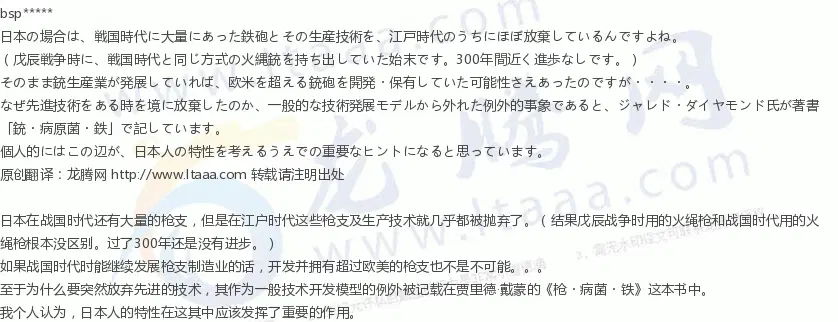 bsp*****
日本の場合は、戦国時代に大量にあった鉄砲とその生産技術を、江戸時代のうちにほぼ放棄しているんですよね。
（戊辰戦争時に、戦国時代と同じ方式の火縄銃を持ち出していた始末です。300年間近く進歩なしです。）
そのまま銃生産業が発展していれば、欧米を超える銃砲を開発・保有していた可能性さえあったのですが・・・・。
なぜ先進技術をある時を境に放棄したのか、一般的な技術発展モデルから外れた例外的事象であると、ジャレド・ダイヤモンド氏が著書
「銃・病原菌・鉄」で記しています。
個人的にはこの辺が、日本人の特性を考えるうえでの重要なヒントになると思っています。
原创翻译：龙腾网 http://www.ltaaa.com 转载请注明出处
日本在战国时代还有大量的枪支，但是在江户时代这些枪支及生产技术就几乎都被抛弃了。（ 结果戊辰战争时用的火绳枪和战国时代用的火
绳枪根本没区别。过了300年还是没有进步。）
如果战国时代时能继续发展枪支制造业的话，开发并拥有超过欧美的枪支也不是不可能。。。
至于为什么要突然放弃先进的技术，其作为一般技术开发模型的例外被记载在贾里德·戴蒙的《枪·病菌·铁》这本书中。
我个人认为，日本人的特性在这其中应该发挥了重要的作用。
龙腾网
www.ltaaa.com